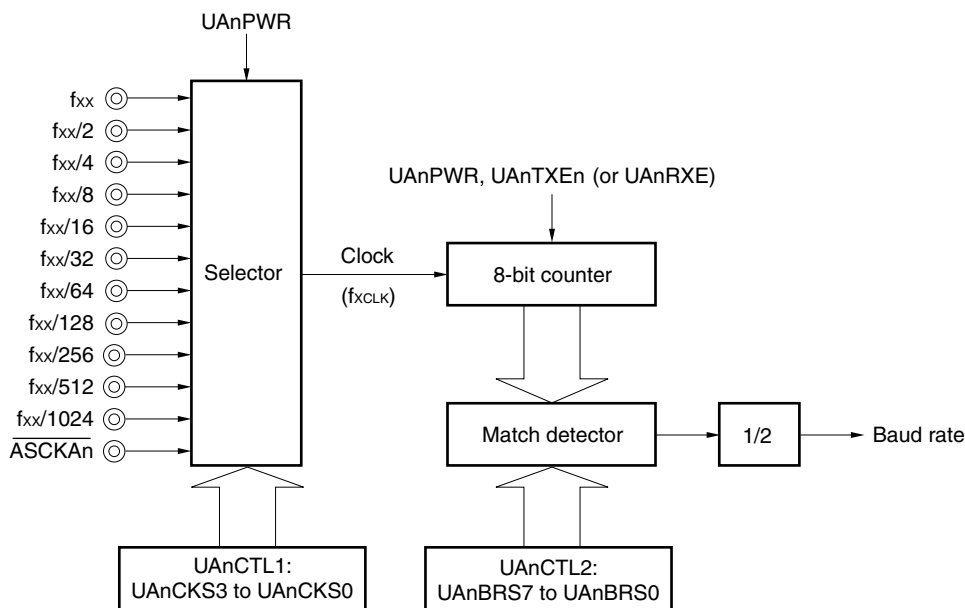 UAnPWR
fxx
fxx/2
fxx/4
fxx/8
fxx/16
fxx/32
fxx/64
fxx/128
fxx/256
fxx/512
fxx/1024
ASCKAn
Selector
Clock
(fXCLK)
UAnPWR, UAnTXEn (or UAnRXE)
8-bit counter
Match detector
1/2
Baud rate
UAnCTL1:
UAnCKS3 to UAnCKS0
UAnCTL2:
UAnBRS7 to UAnBRS0